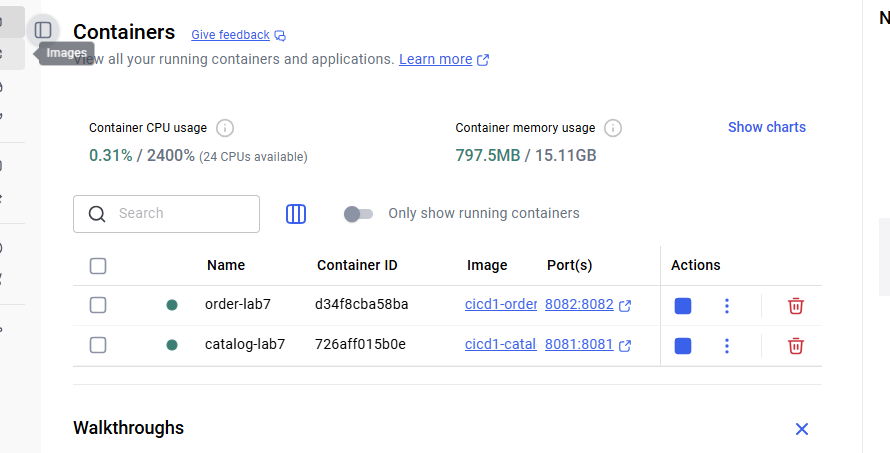 Containers Give feedback
Images
View all your running containers and applications. Learn more
Container CPU usage
0.31% / 2400% (24 CPUs available)
Container memory usage
797.5MB / 15.11GB
Show charts
Search
Only show running containers
Name Container ID Image Port(s) Actions
order-lab7 d34f8cba58ba cicd1-order 8082:8082
catalog-lab7 726aff015b0e cicd1-catal 8081:8081
Walkthroughs
N